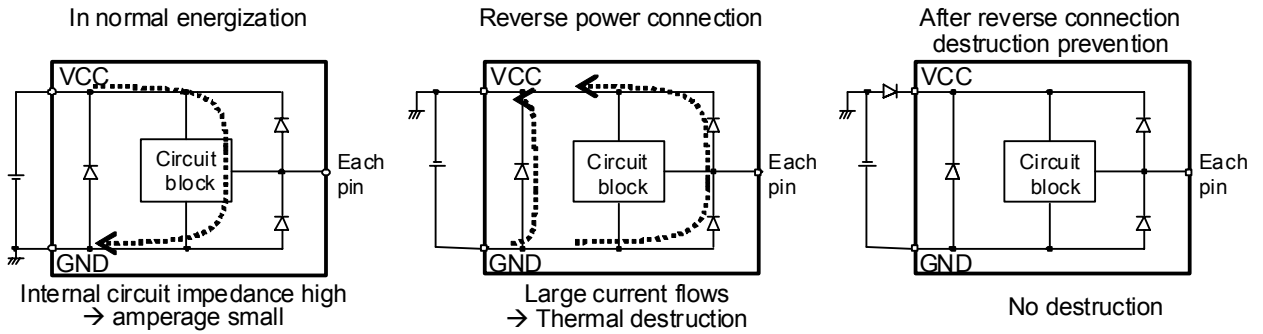 In normal energization
VCC
Circuit
block
Each
pin
GND
Internal circuit impedance high
→ amperage small
Reverse power connection
VCC
Circuit
block
Each
pin
GND
Large current flows
→ Thermal destruction
After reverse connection
destruction prevention
VCC
Circuit
block
Each
pin
GND
No destruction